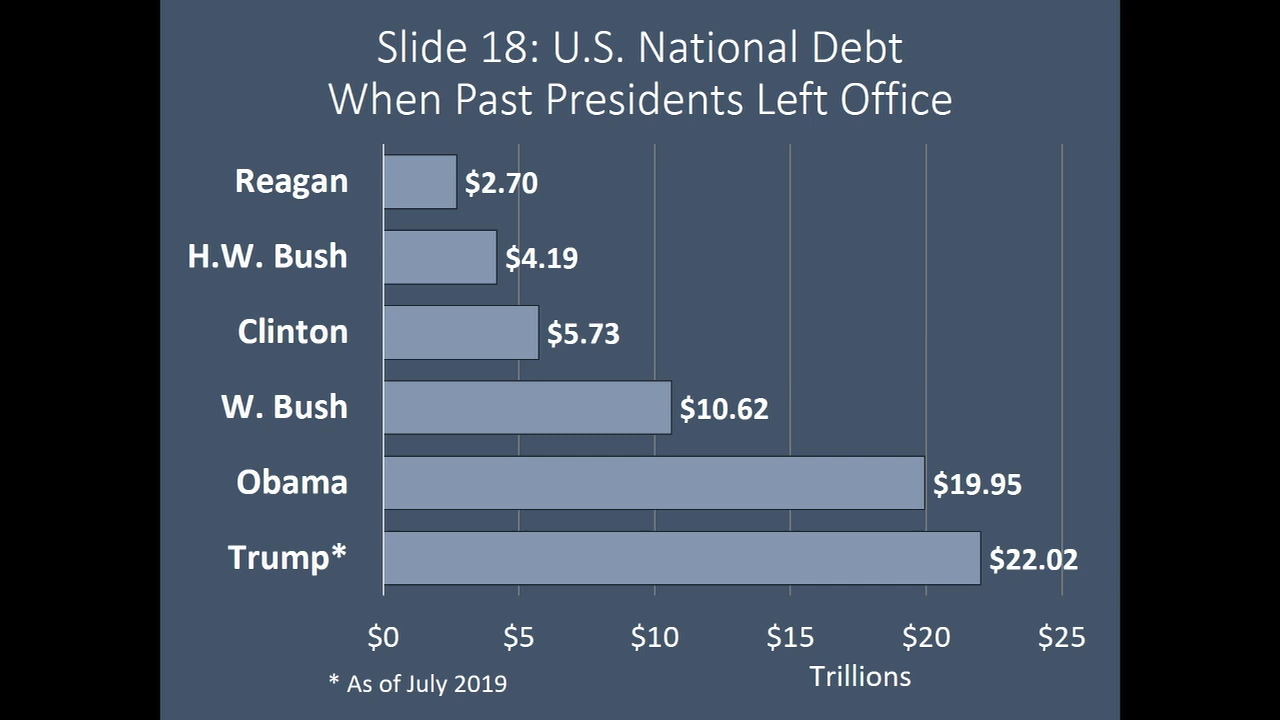 Slide 18: U.S. National Debt
When Past Presidents Left Office
Reagan $2.70
H.W. Bush $4.19
Clinton $5.73
W. Bush $10.62
Obama $19.95
Trump* $22.02
$0 $5 $10 $15 $20 $25
* As of July 2019 Trillions